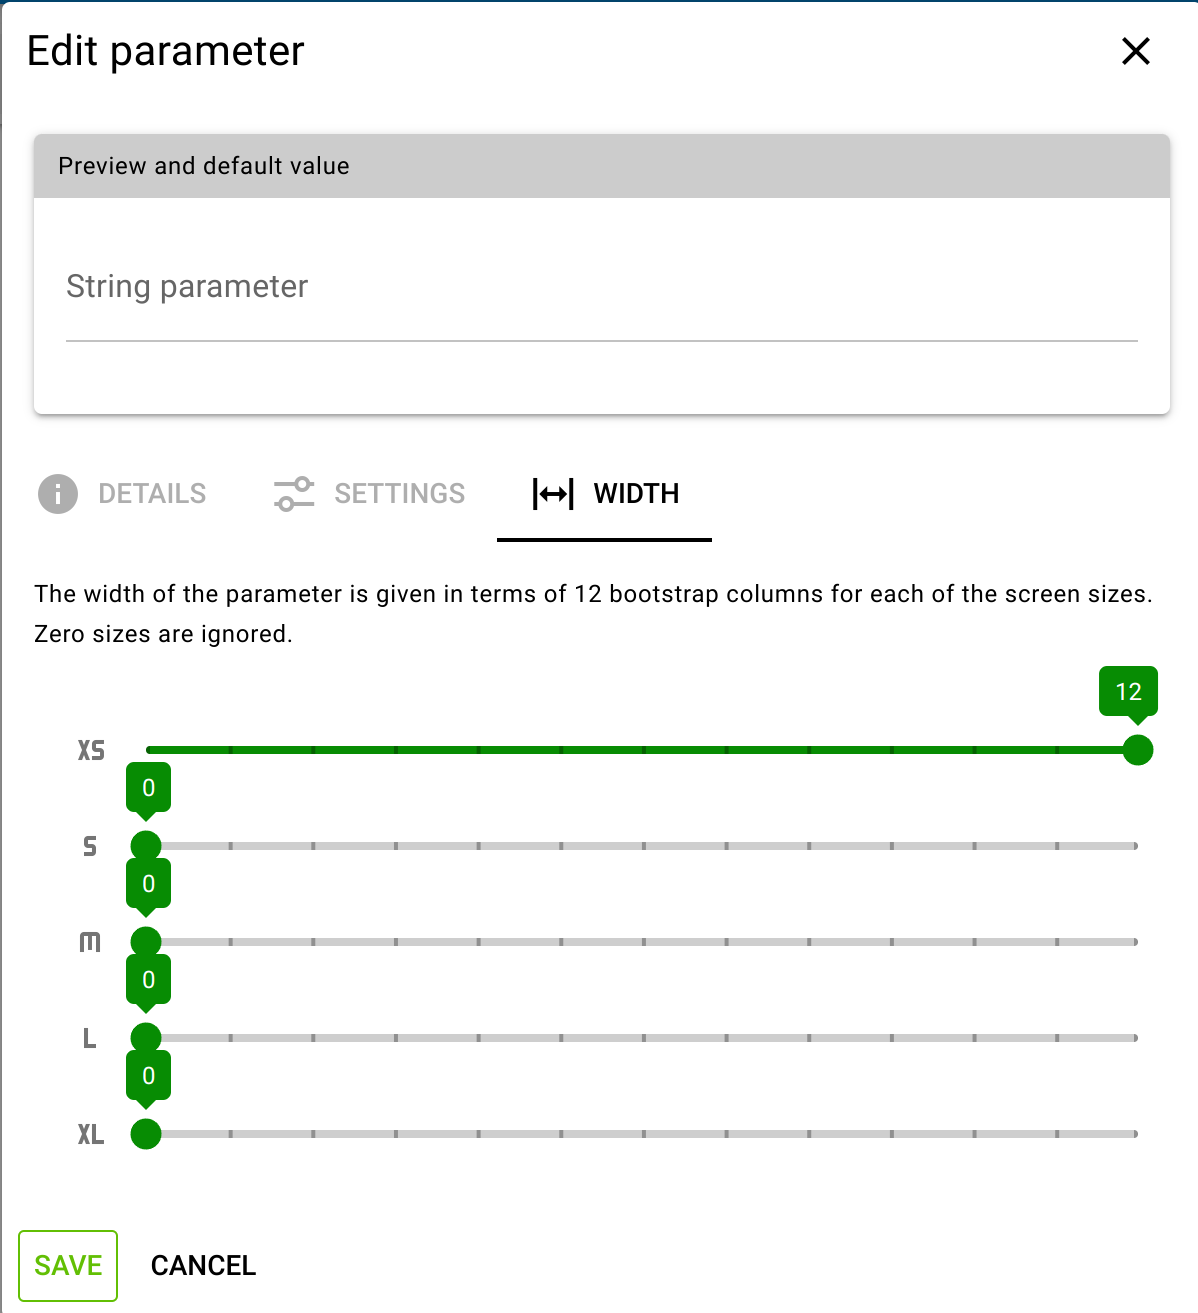 Edit parameter
Preview and default value
String parameter
DETAILS SETTINGS WIDTH
The width of the parameter is given in terms of 12 bootstrap columns for each of the screen sizes.
Zero sizes are ignored.
12
XS
0
S
0
M
0
L
0
XL
SAVE CANCEL